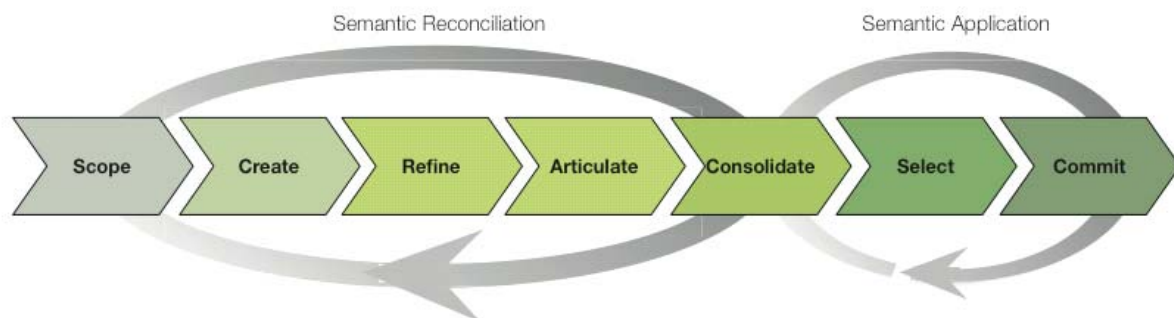 Semantic Reconciliation Semantic Application
Scope Create Refine Articulate Consolidate Select Commit